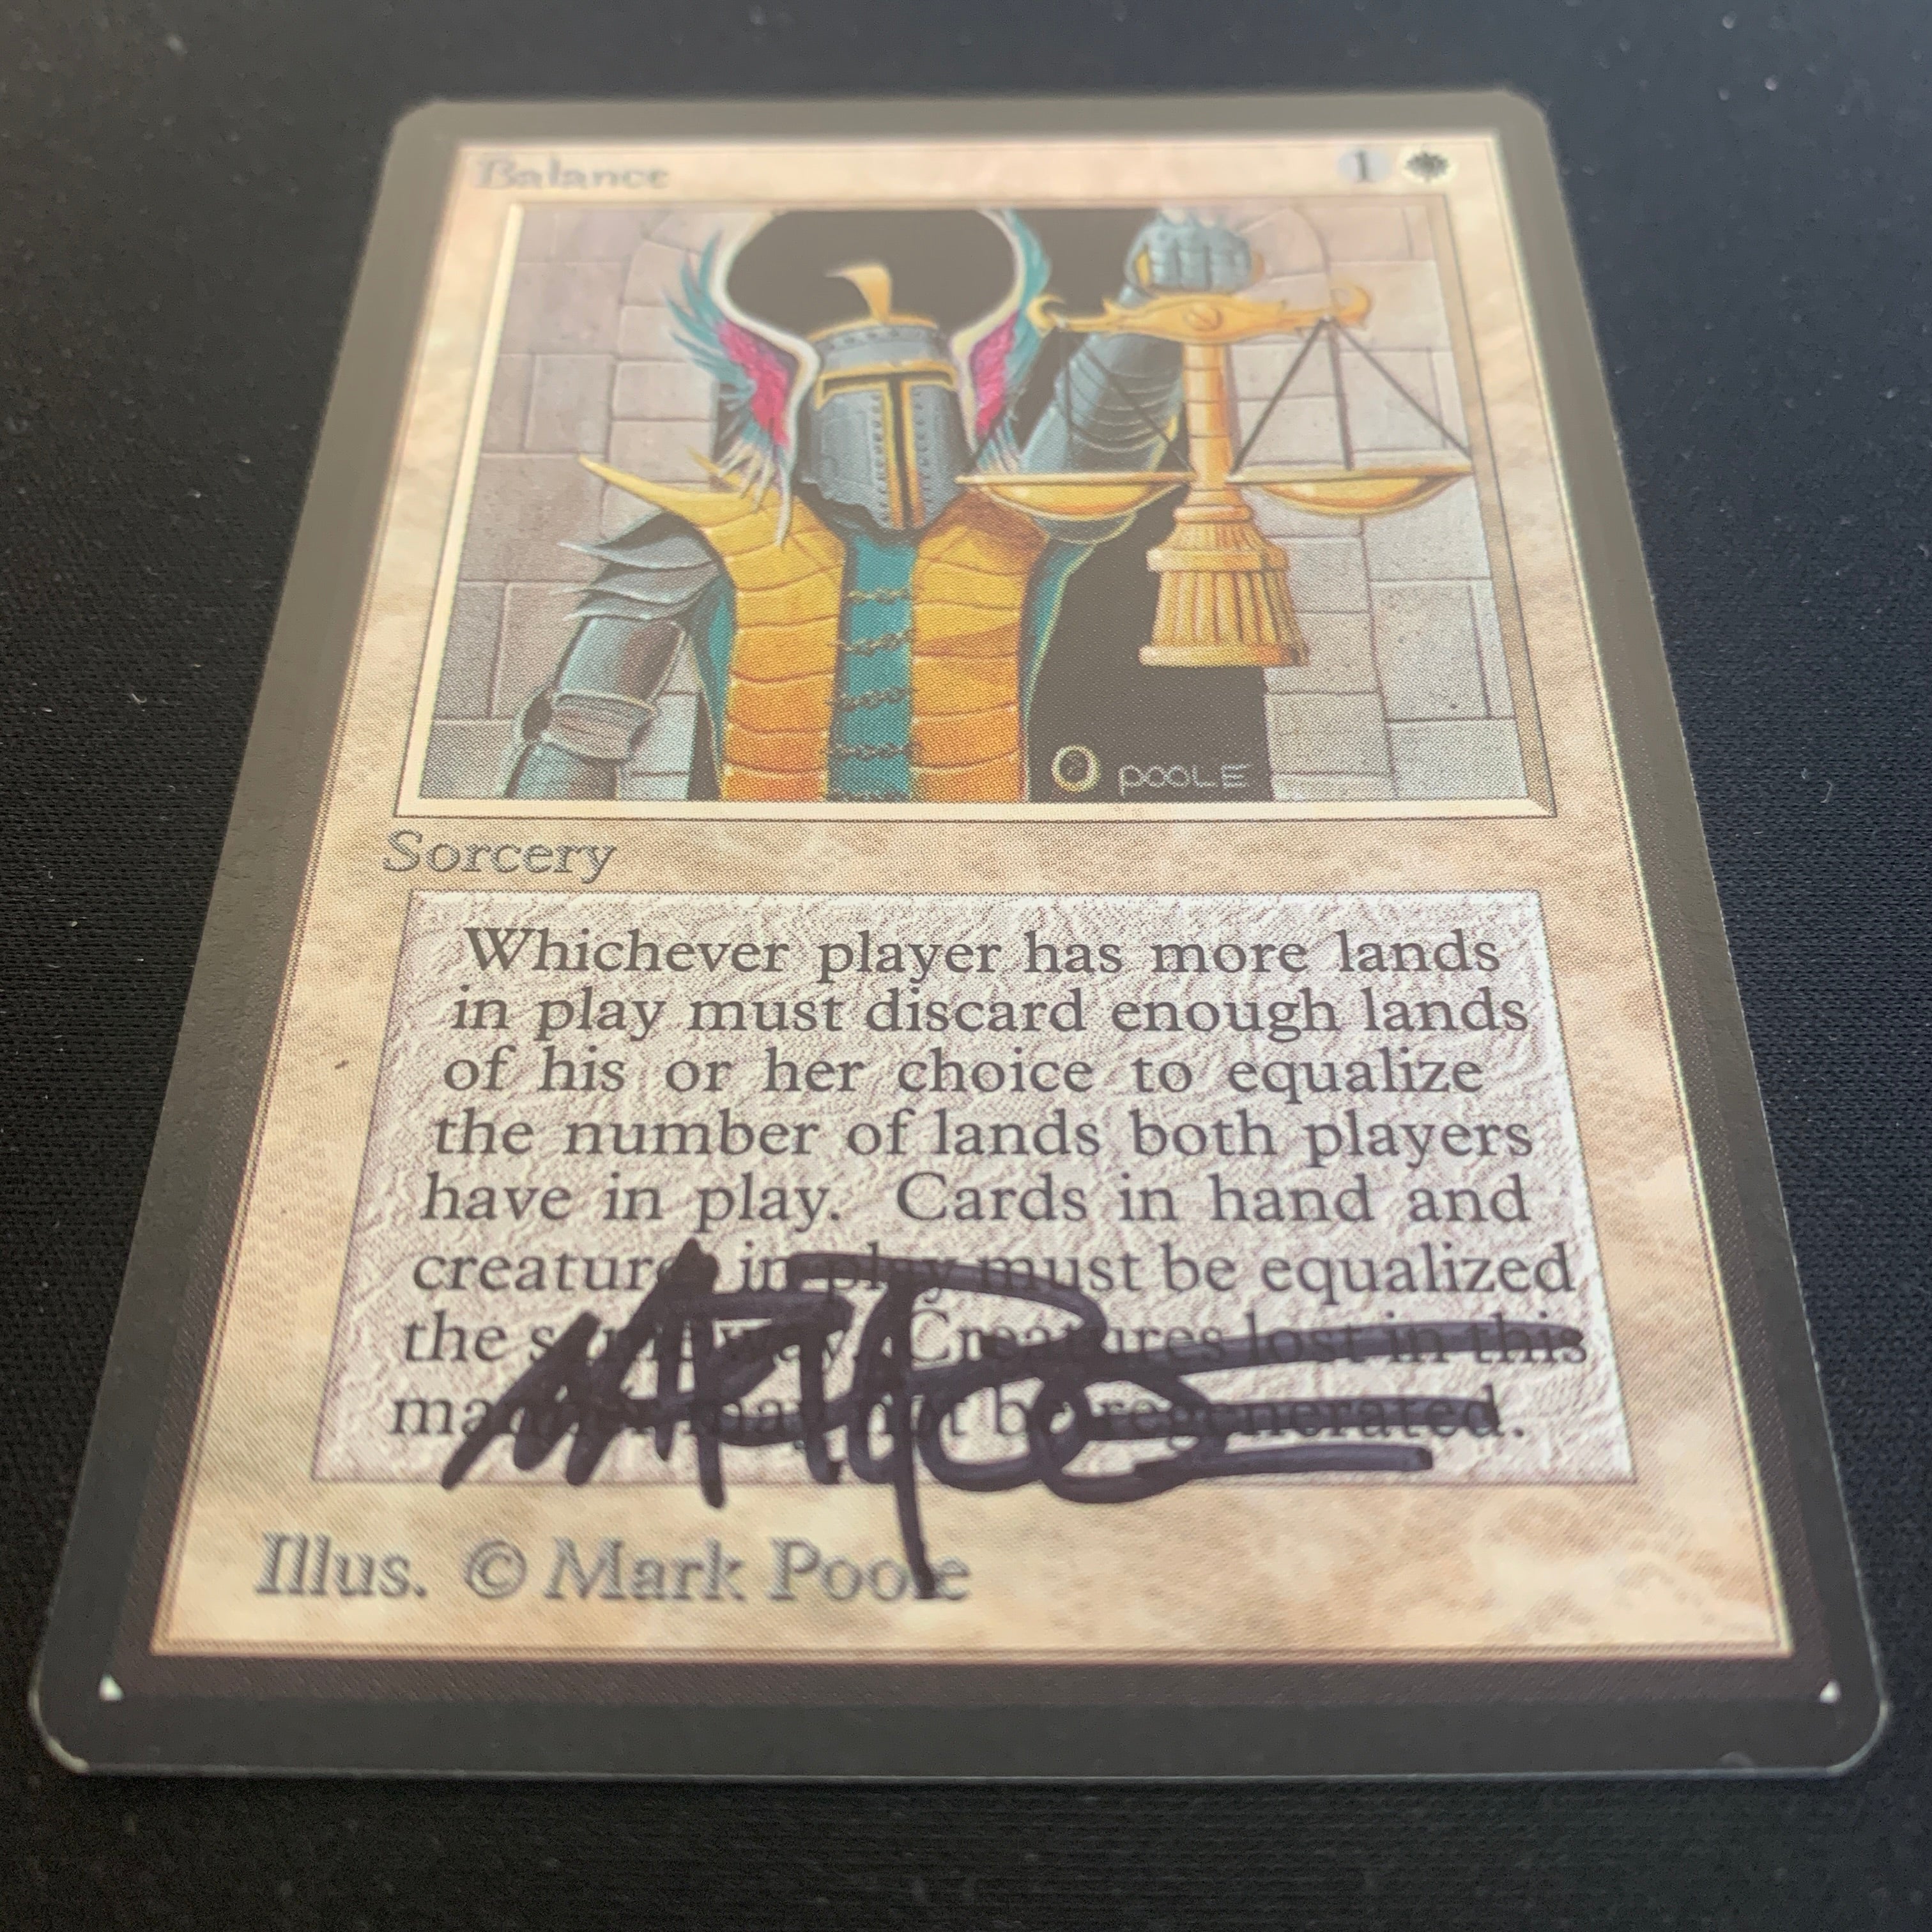 Balance 1
POOLE
Sorcery
Whichever player has more lands
in play must discard enough lands
of his or her choice to equalize
the number of lands both players
have in play. Cards in hand and
creatures in play must be equalized
the same way. Creatures lost in this
manner may not be regenerated.
Illus. © Mark Poole